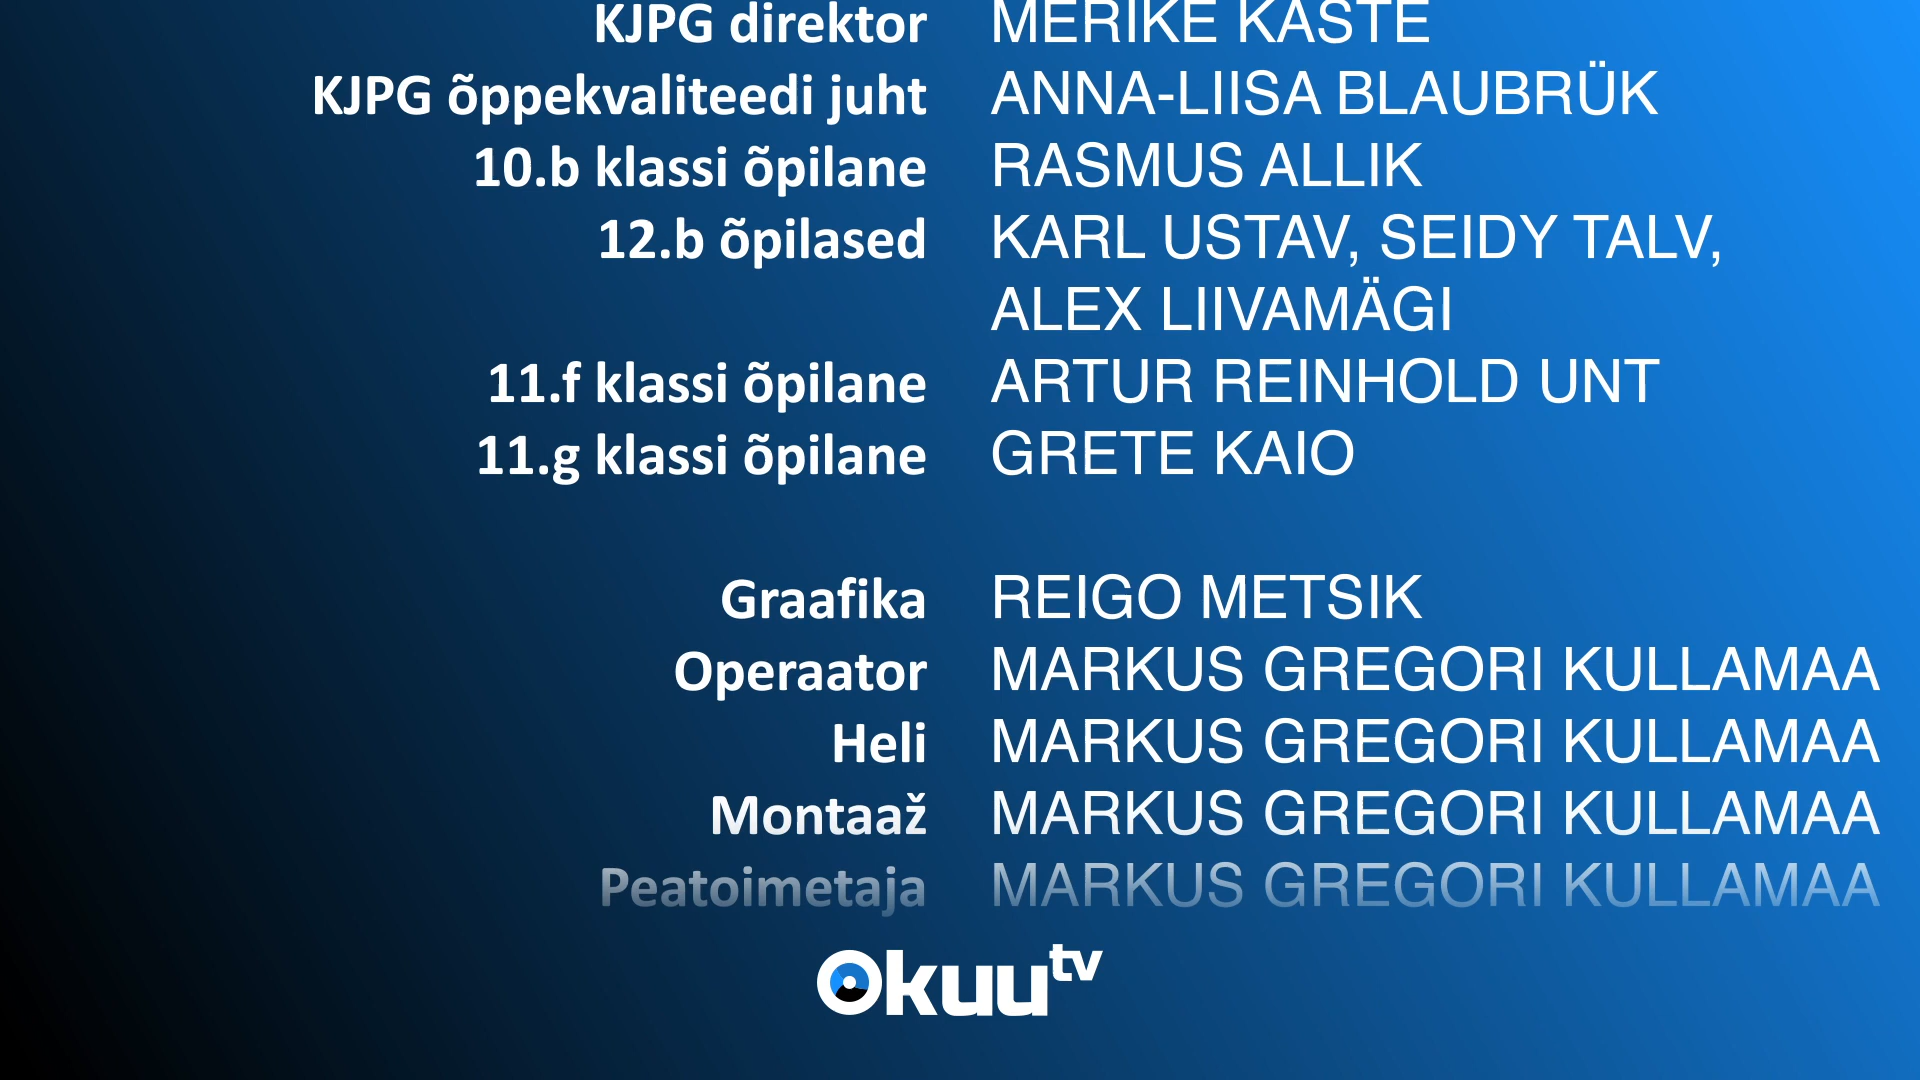 KJPG direktor MERIKE KASTE
KJPG õppekvaliteedi juht ANNA-LIISA BLAUBRÜK
10.b klassi õpilane RASMUS ALLIK
12.b õpilased KARL USTAV, SEIDY TALV,
ALEX LIIVAMÄGI
11.f klassi õpilane ARTUR REINHOLD UNT
11.g klassi õpilane GRETE KAIO
Graafika REIGO METSIK
Operaator MARKUS GREGORI KULLAMAA
Heli MARKUS GREGORI KULLAMAA
Montaaž MARKUS GREGORI KULLAMAA
Peatoimetaja MARKUS GREGORI KULLAMAA
Okuu tv